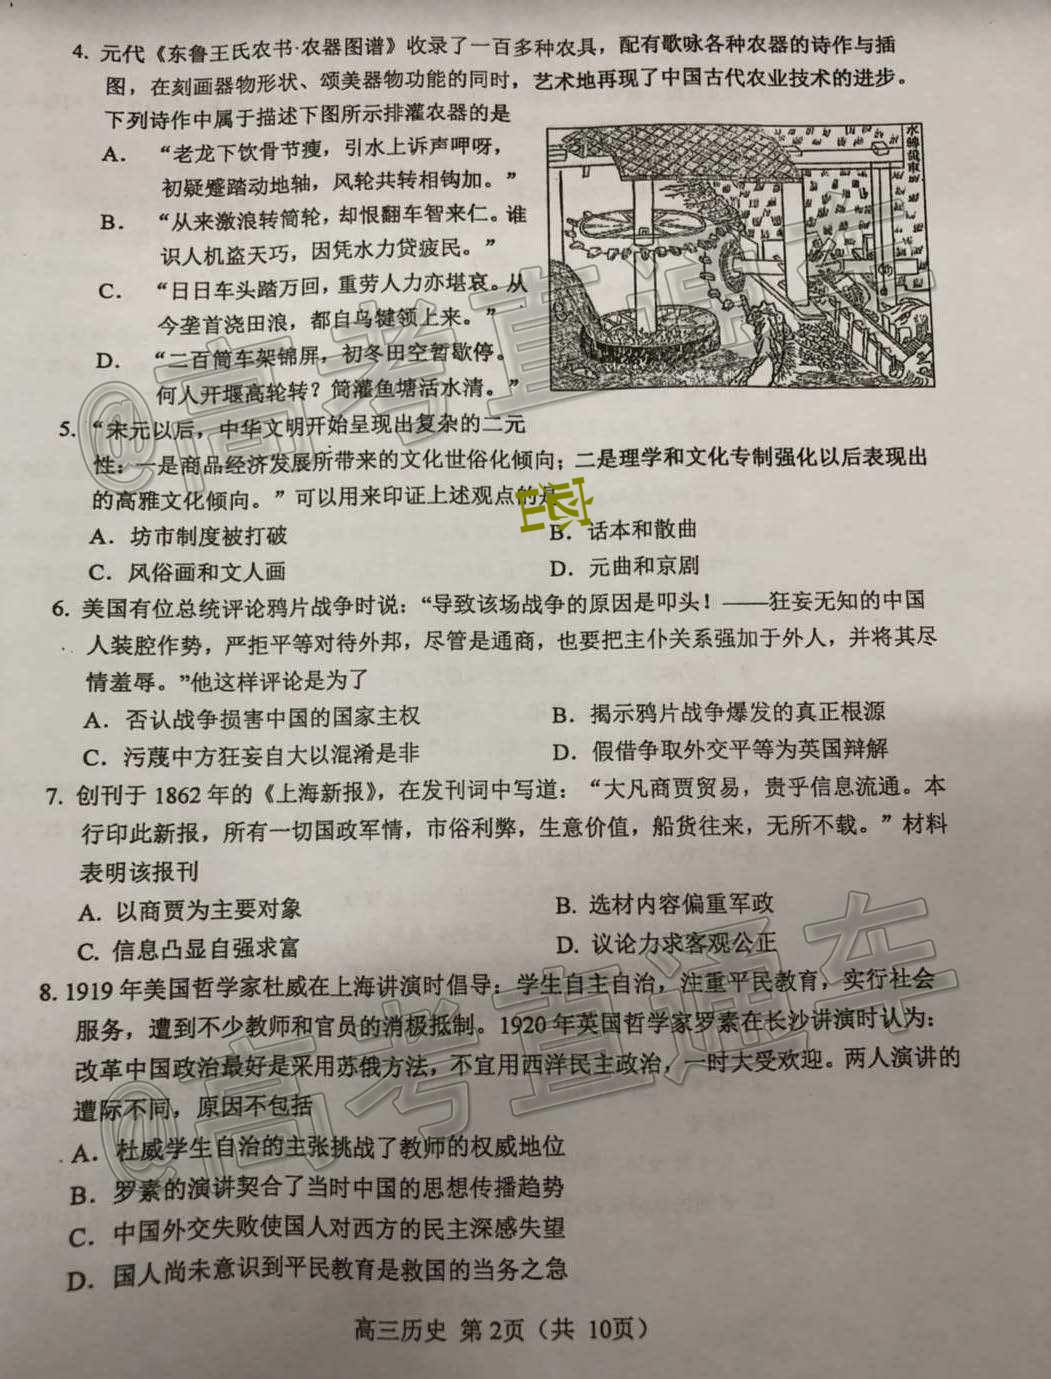 4. 元代《东鲁王氏农书·农器图谱》收录了一百多种农具，配有歌咏各种农器的诗作与插
图，在刻画器物形状、颂美器物功能的同时，艺术地再现了中国古代农业技术的进步。
下列诗作中属于描述下图所示排灌农器的是
A. “老龙下饮骨节瘦，引水上诉声呷呀，
初疑蹙踏动地轴，风轮共转相钩加。”
B. “从来激浪转筒轮，却恨翻车智来仁。谁
识人机盗天巧，因凭水力贷疲民。”
C. “日日车头踏万回，重劳人力亦堪哀。从
今垄首浇田浪，都自乌犍领上来。”
D. “二百筒车架锦屏，初冬田空暂歇停。
何人开堰高轮转？筒灌鱼塘活水清。”
5. “宋元以后，中华文明开始呈现出复杂的二元
性：一是商品经济发展所带来的文化世俗化倾向；二是理学和文化专制强化以后表现出
的高雅文化倾向。”可以用来印证上述观点的是
A. 坊市制度被打破
B. 话本和散曲
C. 风俗画和文人画
D. 元曲和京剧
6. 美国有位总统评论鸦片战争时说：“导致该场战争的原因是叩头！——狂妄无知的中国
人装腔作势，严拒平等对待外邦，尽管是通商，也要把主仆关系强加于外人，并将其尽
情羞辱。”他这样评论是为了
A. 否认战争损害中国的国家主权
B. 揭示鸦片战争爆发的真正根源
C. 污蔑中方狂妄自大以混淆是非
D. 假借争取外交平等为英国辩解
7. 创刊于 1862 年的《上海新报》，在发刊词中写道：“大凡商贾贸易，贵乎信息流通。本
行印此新报，所有一切国政军情，市俗利弊，生意价值，船货往来，无所不载。”材料
表明该报刊
A. 以商贾为主要对象
B. 选材内容偏重军政
C. 信息凸显自强求富
D. 议论力求客观公正
8. 1919 年美国哲学家杜威在上海讲演时倡导：学生自主自治，注重平民教育，实行社会
服务，遭到不少教师和官员的消极抵制。1920 年英国哲学家罗素在长沙讲演时认为：
改革中国政治最好是采用苏俄方法，不宜用西洋民主政治，一时大受欢迎。两人演讲的
遭际不同，原因不包括
A. 杜威学生自治的主张挑战了教师的权威地位
B. 罗素的演讲契合了当时中国的思想传播趋势
C. 中国外交失败使国人对西方的民主深感失望
D. 国人尚未意识到平民教育是救国的当务之急
高三历史 第 2页（共 10页）
@高考直通车
@高考直通车